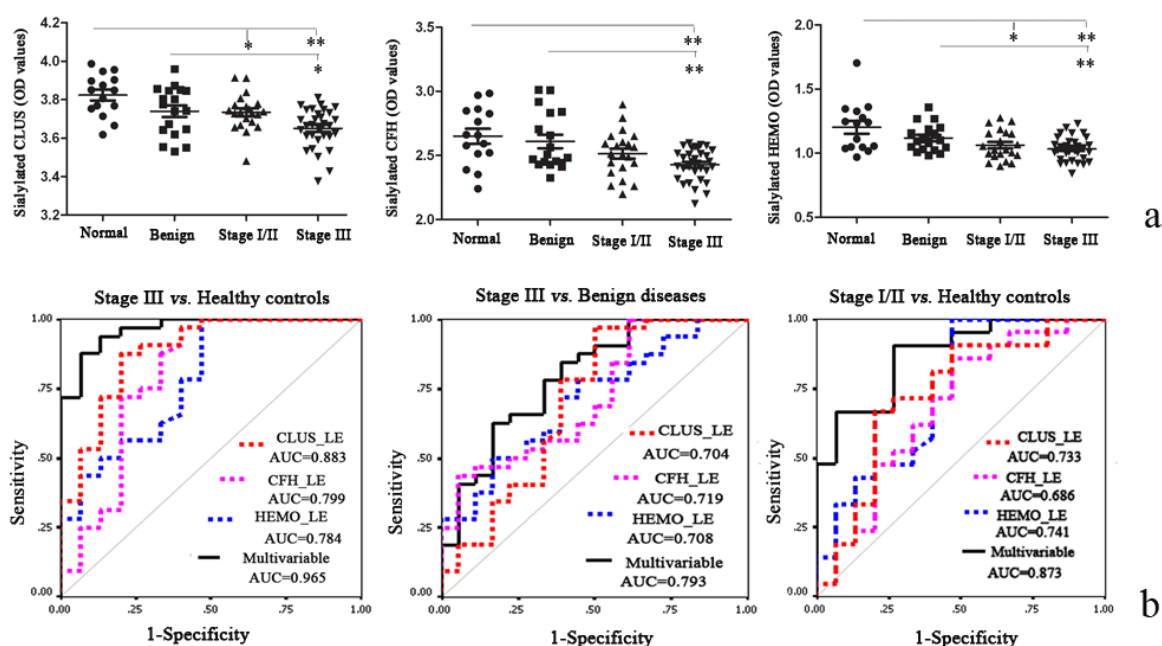 Sialylated CLUS (OD values)
4.2
4.0
3.8
3.6
3.4
3.2
*
**
*
Normal Benign Stage I/II Stage III
Sialylated CFH (OD values)
3.5
3.0
2.5
2.0
**
**
Normal Benign Stage I/II Stage III
Sialylated HEMO (OD values)
2.0
1.5
1.0
0.5
*
**
**
Normal Benign Stage I/II Stage III
a
Stage III vs. Healthy controls
Sensitivity
1.00
.75
.50
.25
0.00
CLUS_LE
AUC=0.883
CFH_LE
AUC=0.799
HEMO_LE
AUC=0.784
Multivariable
AUC=0.965
0.00 .25 .50 .75 1.00
1-Specificity
Stage III vs. Benign diseases
Sensitivity
1.00
.75
.50
.25
0.00
CLUS_LE
AUC=0.704
CFH_LE
AUC=0.719
HEMO_LE
AUC=0.708
Multivariable
AUC=0.793
0.00 .25 .50 .75 1.00
1-Specificity
Stage I/II vs. Healthy controls
Sensitivity
1.00
.75
.50
.25
0.00
CLUS_LE
AUC=0.733
CFH_LE
AUC=0.686
HEMO_LE
AUC=0.741
Multivariable
AUC=0.873
0.00 .25 .50 .75 1.00
1-Specificity
b